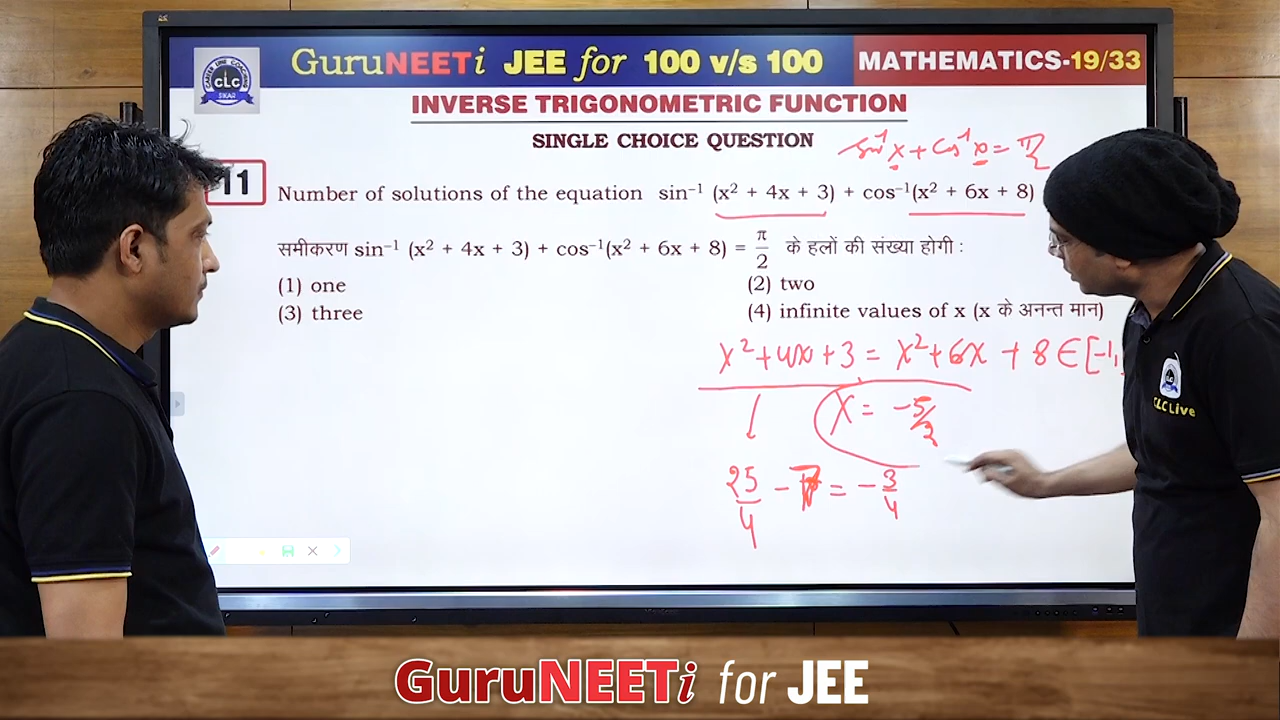 GuruNEETi JEE for 100 v/s 100
MATHEMATICS-19/33
CLC
SIKAR
INVERSE TRIGONOMETRIC FUNCTION
SINGLE CHOICE QUESTION
sin⁻¹x + cos⁻¹x = π/2
11
Number of solutions of the equation sin⁻¹ (x² + 4x + 3) + cos⁻¹(x² + 6x + 8)
समीकरण sin⁻¹ (x² + 4x + 3) + cos⁻¹(x² + 6x + 8) = π/2 के हलों की संख्या होगी :
(1) one (2) two
(3) three (4) infinite values of x (x के अनन्त मान)
x² + 4x + 3 = x² + 6x + 8 ∈ [-1,
x = -5/2
25/4 - 7 = -3/4
CLC Live
GuruNEETi for JEE